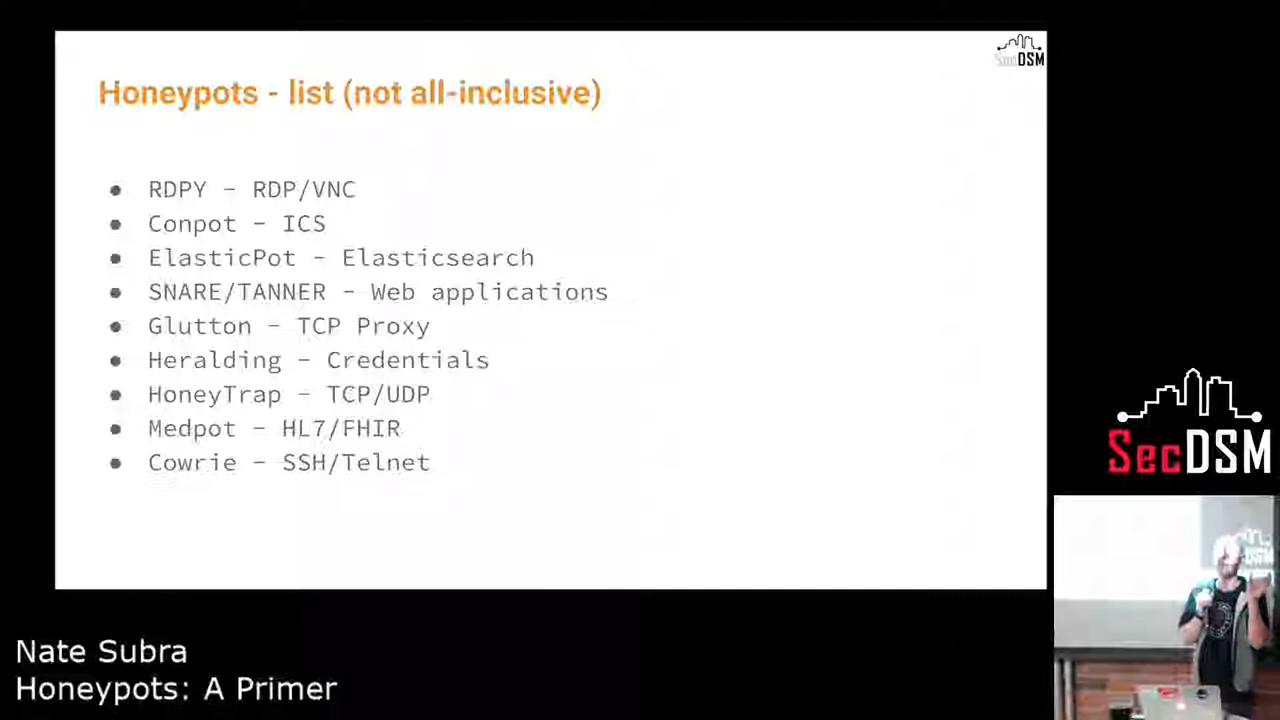 SecDSM
Honeypots - list (not all-inclusive)
● RDPY - RDP/VNC
● Conpot - ICS
● ElasticPot - Elasticsearch
● SNARE/TANNER - Web applications
● Glutton - TCP Proxy
● Heralding - Credentials
● HoneyTrap - TCP/UDP
● Medpot - HL7/FHIR
● Cowrie - SSH/Telnet
SecDSM
Nate Subra
Honeypots: A Primer